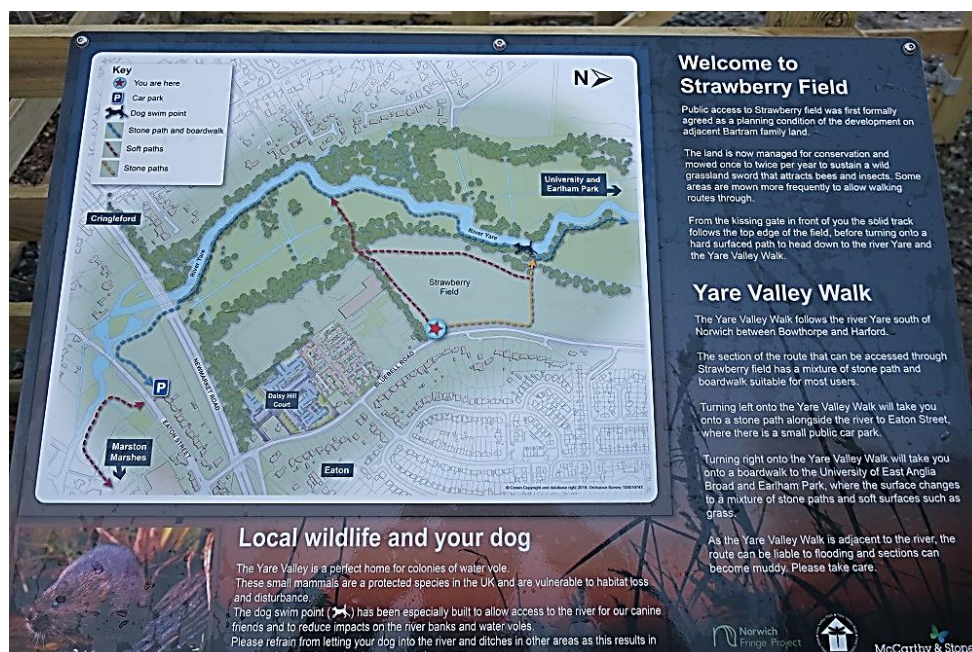 Key
You are here
P
Car park
Dog swim point
Stone path and boardwalk
Soft paths
Stone paths
N
University and
Earlham Park
Cringleford
River Yare
River Yare
Strawberry
Field
NEWMARKET ROAD
BLUEBELL ROAD
P
Daisy Hill
Court
EATON STREET
Marston
Marshes
Eaton
Welcome to
Strawberry Field
Public access to Strawberry field was first formally
agreed as a planning condition of the development on
adjacent Bartram family land.
The land is now managed for conservation and
mowed once to twice per year to sustain a wild
grassland sword that attracts bees and insects. Some
areas are mown more frequently to allow walking
routes through.
From the kissing gate in front of you the solid track
follows the top edge of the field, before turning onto a
hard surfaced path to head down to the river Yare and
the Yare Valley Walk.
Yare Valley Walk
The Yare Valley Walk follows the river Yare south of
Norwich between Bowthorpe and Harford.
The section of the route that can be accessed through
Strawberry field has a mixture of stone path and
boardwalk suitable for most users.
Turning left onto the Yare Valley Walk will take you
onto a stone path alongside the river to Eaton Street,
where there is a small public car park.
Turning right onto the Yare Valley Walk will take you
onto a boardwalk to the University of East Anglia
Broad and Earlham Park, where the surface changes
to a mixture of stone paths and soft surfaces such as
grass.
As the Yare Valley Walk is adjacent to the river, the
route can be liable to flooding and sections can
become muddy. Please take care.
Local wildlife and your dog
The Yare Valley is a perfect home for colonies of water vole.
These small mammals are a protected species in the UK and are vulnerable to habitat loss
and disturbance.
The dog swim point ( ) has been especially built to allow access to the river for our canine
friends and to reduce impacts on the river banks and water voles.
Please refrain from letting your dog into the river and ditches in other areas as this results in
Norwich
Fringe Project
McCarthy & Stone